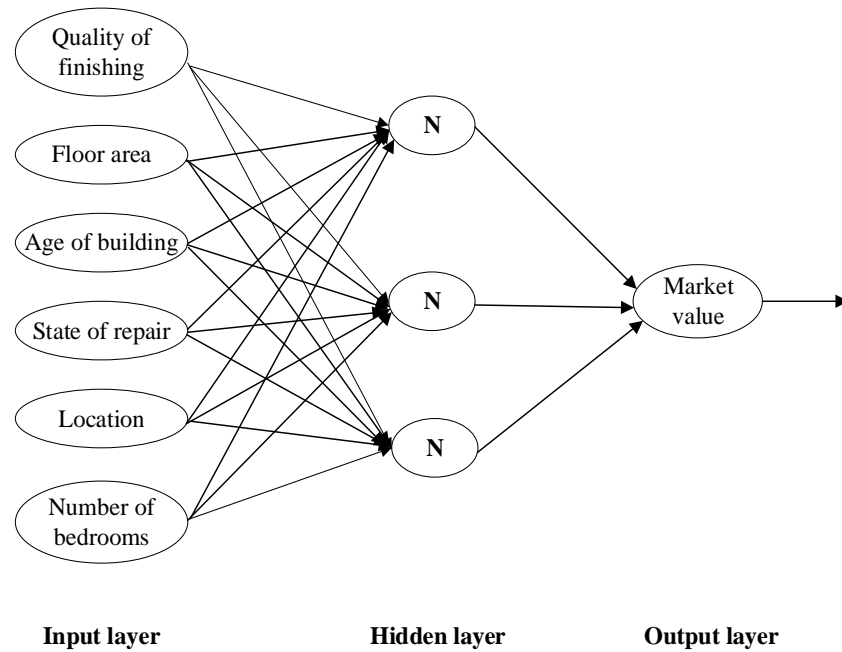 Quality of
finishing
Floor area
Age of building
State of repair
Location
Number of
bedrooms
N
N
N
Market
value
Input layer
Hidden layer
Output layer